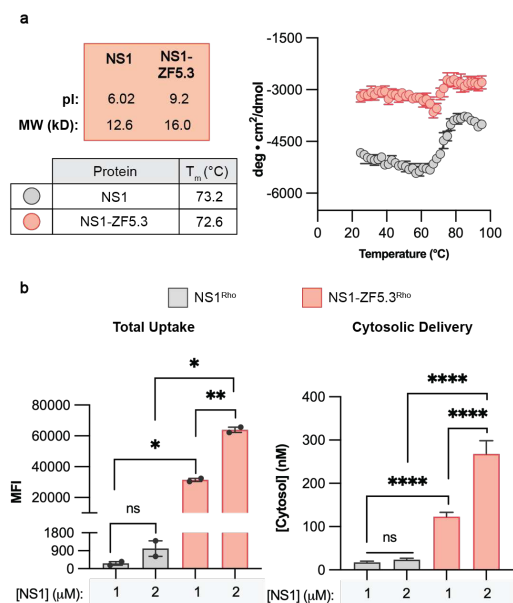 a
NS1 NS1-
ZF5.3
pI: 6.02 9.2
MW (kD): 12.6 16.0
Protein Tm (°C)
NS1 73.2
NS1-ZF5.3 72.6
deg • cm²/dmol
-3000
-4500
-6000
0 20 40 60 80 100
Temperature (°C)
b
NS1Rho NS1-ZF5.3Rho
Total Uptake
MFI
80000
60000
40000
20000
1800
900
0
ns
*
*
**
[NS1] (μM): 1 2 1 2
Cytosolic Delivery
[Cytosol] (nM)
400
300
200
100
0
ns
****
****
****
[NS1] (μM): 1 2 1 2